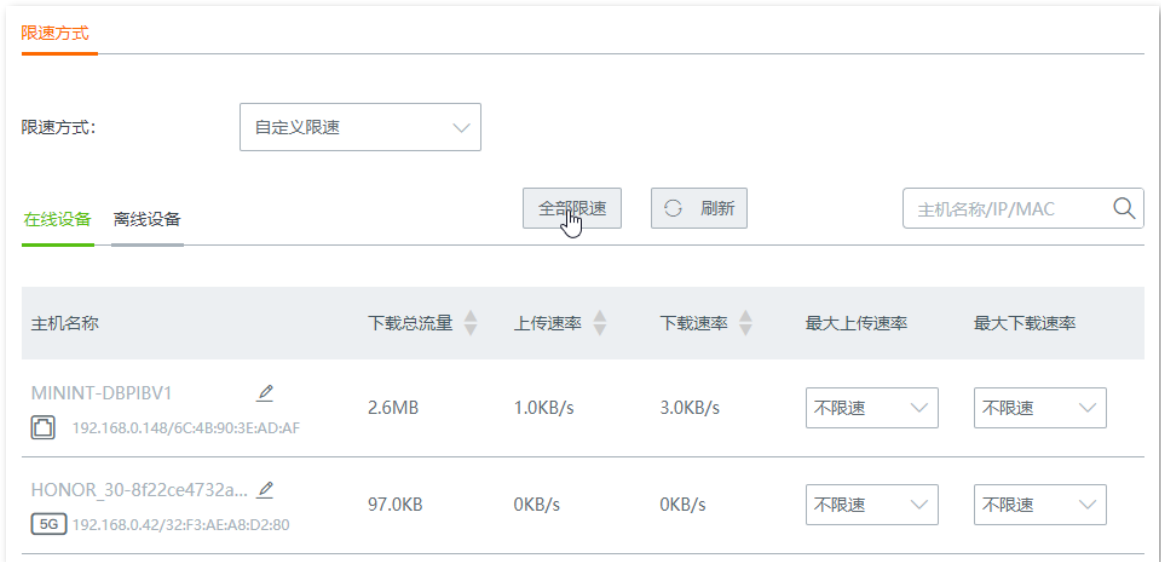 限速方式
限速方式：
自定义限速
在线设备 离线设备 全部限速 刷新 主机名称/IP/MAC
主机名称 下载总流量 上传速率 下载速率 最大上传速率 最大下载速率
MININT-DBPIBV1
2.6MB 1.0KB/s 3.0KB/s 不限速 不限速
192.168.0.148/6C:4B:90:3E:AD:AF
HONOR_30-8f22ce4732a...
97.0KB 0KB/s 0KB/s 不限速 不限速
5G 192.168.0.42/32:F3:AE:A8:D2:80